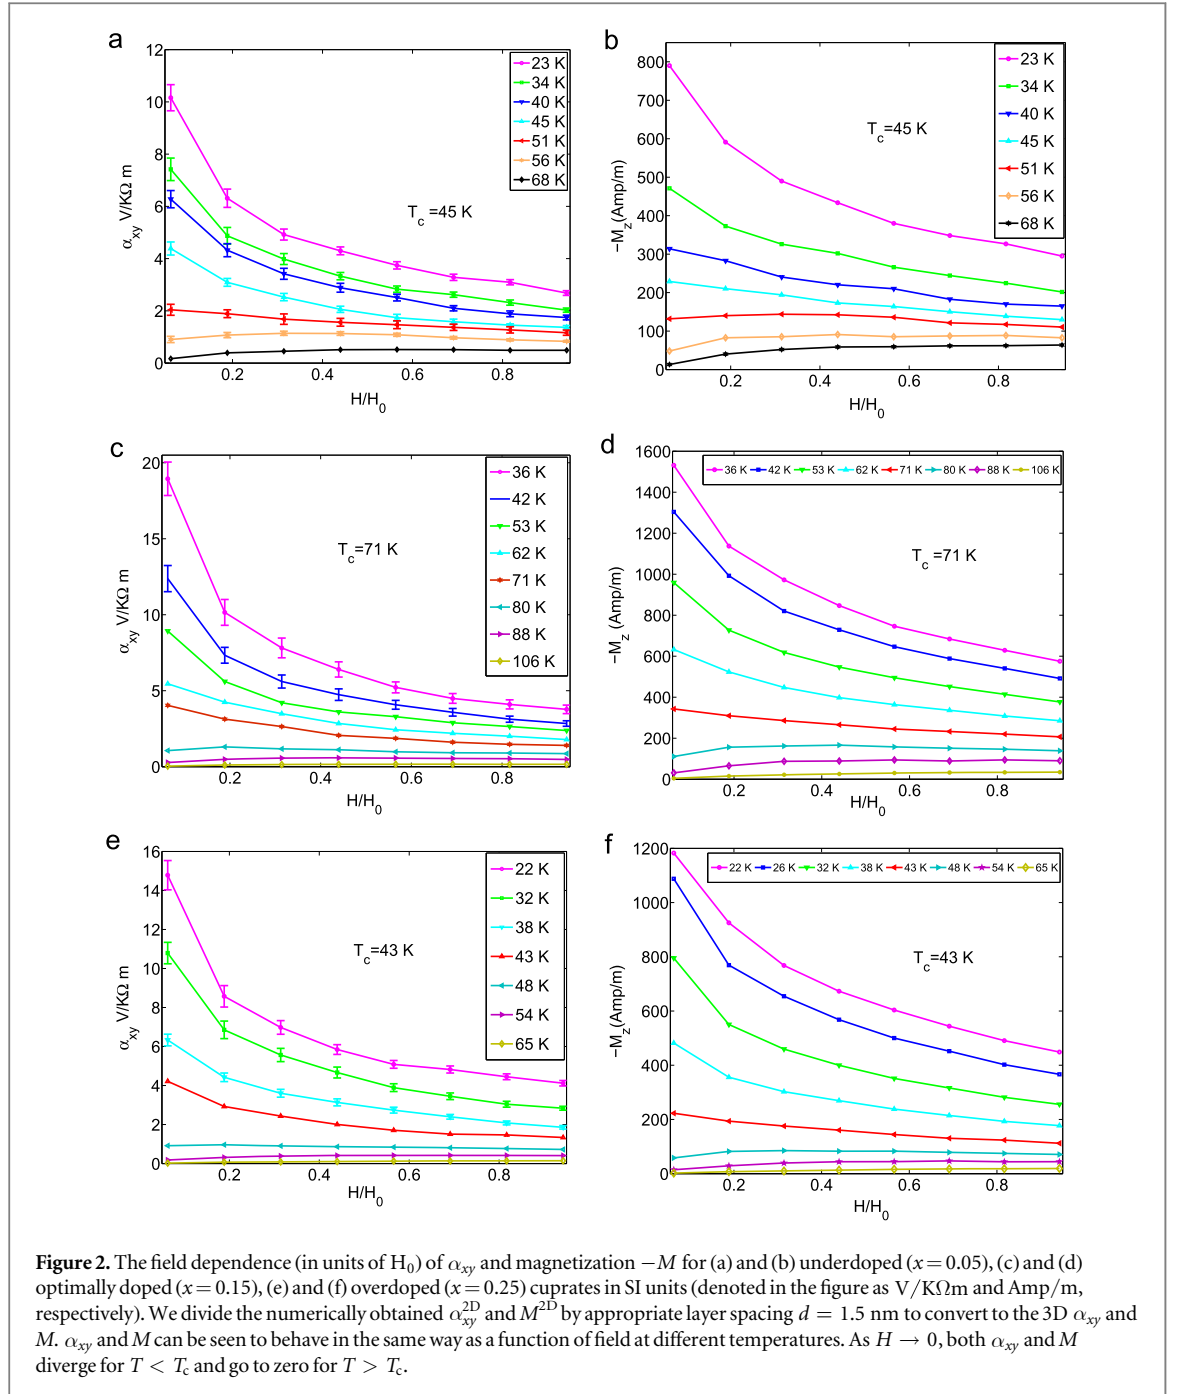 a
12
10
8
6
4
2
0
0.2
0.4
0.6
0.8
α_xy V/KΩ m
H/H_0
T_c =45 K
23 K
34 K
40 K
45 K
51 K
56 K
68 K
b
800
700
600
500
400
300
200
100
0
0.2
0.4
0.6
0.8
−M_z(Amp/m)
H/H_0
T_c=45 K
23 K
34 K
40 K
45 K
51 K
56 K
68 K
c
20
15
10
5
0
0.2
0.4
0.6
0.8
α_xy V/KΩ m
H/H_0
T_c=71 K
36 K
42 K
53 K
62 K
71 K
80 K
88 K
106 K
d
1600
1400
1200
1000
800
600
400
200
0
0.2
0.4
0.6
0.8
−M_z (Amp/m)
H/H_0
T_c =71 K
36 K 42 K 53 K 62 K 71 K 80 K 88 K 106 K
e
16
14
12
10
8
6
4
2
0
0.2
0.4
0.6
0.8
α_xy V/KΩ m
H/H_0
T_c=43 K
22 K
32 K
38 K
43 K
48 K
54 K
65 K
f
1200
1000
800
600
400
200
0
0.2
0.4
0.6
0.8
−M_z(Amp/m)
H/H_0
T_c=43 K
22 K 26 K 32 K 38 K 43 K 48 K 54 K 65 K
Figure 2. The field dependence (in units of H_0) of α_xy and magnetization −M for (a) and (b) underdoped (x = 0.05), (c) and (d)
optimally doped (x = 0.15), (e) and (f) overdoped (x = 0.25) cuprates in SI units (denoted in the figure as V/KΩm and Amp/m,
respectively). We divide the numerically obtained α_xy^2D and M^2D by appropriate layer spacing d = 1.5 nm to convert to the 3D α_xy and
M. α_xy and M can be seen to behave in the same way as a function of field at different temperatures. As H → 0, both α_xy and M
diverge for T < T_c and go to zero for T > T_c.